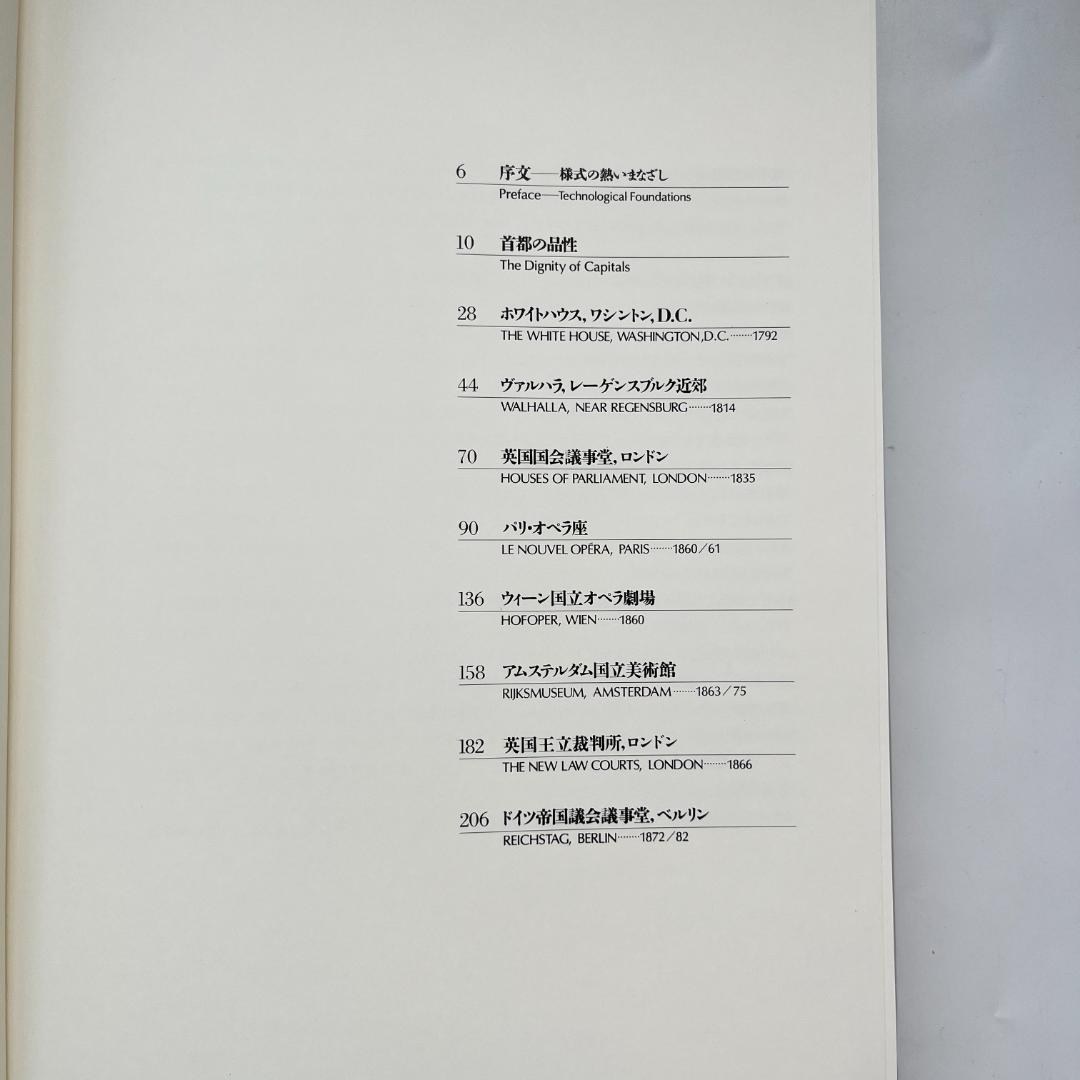 6 序文――様式の熱いまなざし
Preface—Technological Foundations
10 首都の品性
The Dignity of Capitals
28 ホワイトハウス, ワシントン, D.C.
THE WHITE HOUSE, WASHINGTON,D.C.········1792
44 ヴァルハラ, レーゲンスブルク近郊
WALHALLA, NEAR REGENSBURG········1814
70 英国国会議事堂, ロンドン
HOUSES OF PARLIAMENT, LONDON········1835
90 パリ・オペラ座
LE NOUVEL OPÉRA, PARIS········1860/61
136 ウィーン国立オペラ劇場
HOFOPER, WIEN········1860
158 アムステルダム国立美術館
RIJKSMUSEUM, AMSTERDAM········1863/75
182 英国王立裁判所, ロンドン
THE NEW LAW COURTS, LONDON········1866
206 ドイツ帝国議会議事堂, ベルリン
REICHSTAG, BERLIN········1872/82